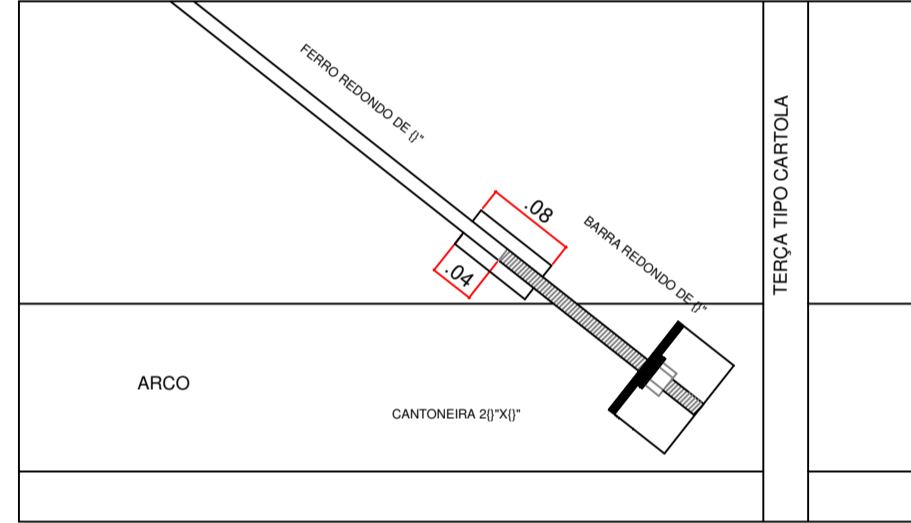 FERRO REDONDO DE {}"
.08
BARRA REDONDO DE {}"
.04
TERÇA TIPO CARTOLA
ARCO
CANTONEIRA 2{}"X{}"